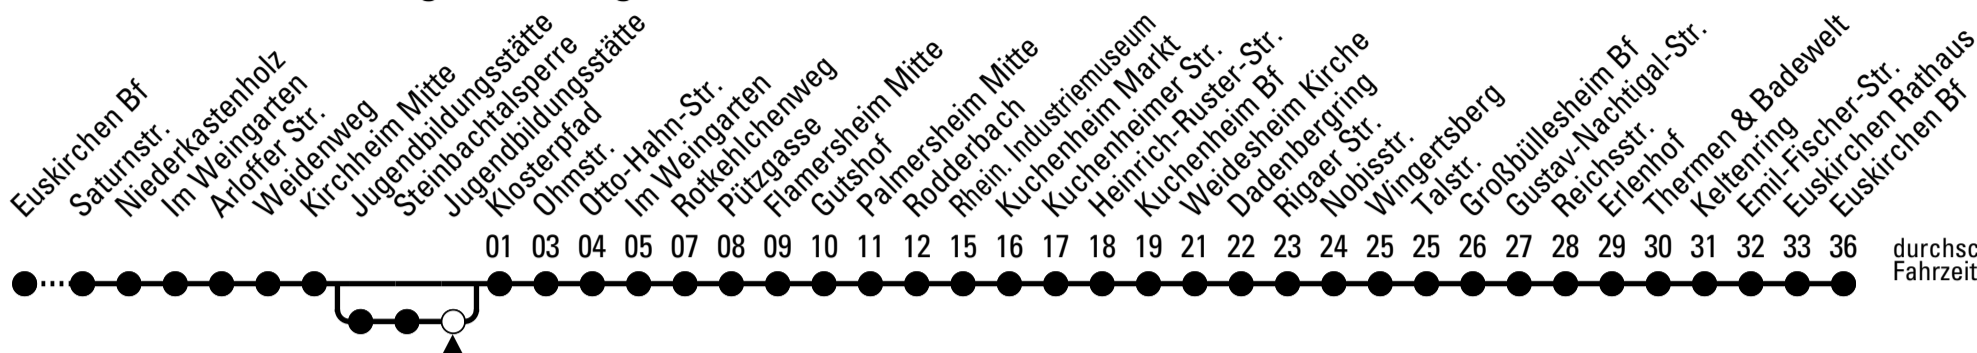 Euskirchen Bf
Saturnstr.
Niederkastenholz
Im Weingarten
Arloffer Str.
Weidenweg
Kirchheim Mitte
Jugendbildungsstätte
Steinbachtalsperre
Jugendbildungsstätte
Klosterpfad
Ohmstr.
Otto-Hahn-Str.
Im Weingarten
Rotkehlchenweg
Pützgasse
Flamersheim Mitte
Gutshof
Palmersheim Mitte
Rodderbach
Rhein. Industriemuseum
Kuchenheim Markt
Kuchenheimer Str.
Heinrich-Ruster-Str.
Kuchenheim Bf
Weidesheim Kirche
Dadenbergring
Rigaer Str.
Nobisstr.
Wingertsberg
Talstr.
Großbüllesheim Bf
Gustav-Nachtigal-Str.
Reichsstr.
Erlenhof
Thermen & Badewelt
Keltenring
Emil-Fischer-Str.
Euskirchen Rathaus
Euskirchen Bf
01 03 04 05 07 08 09 10 11 12 15 16 17 18 19 21 22 23 24 25 25 26 27 28 29 30 31 32 33 36
durchsc
Fahrzeit